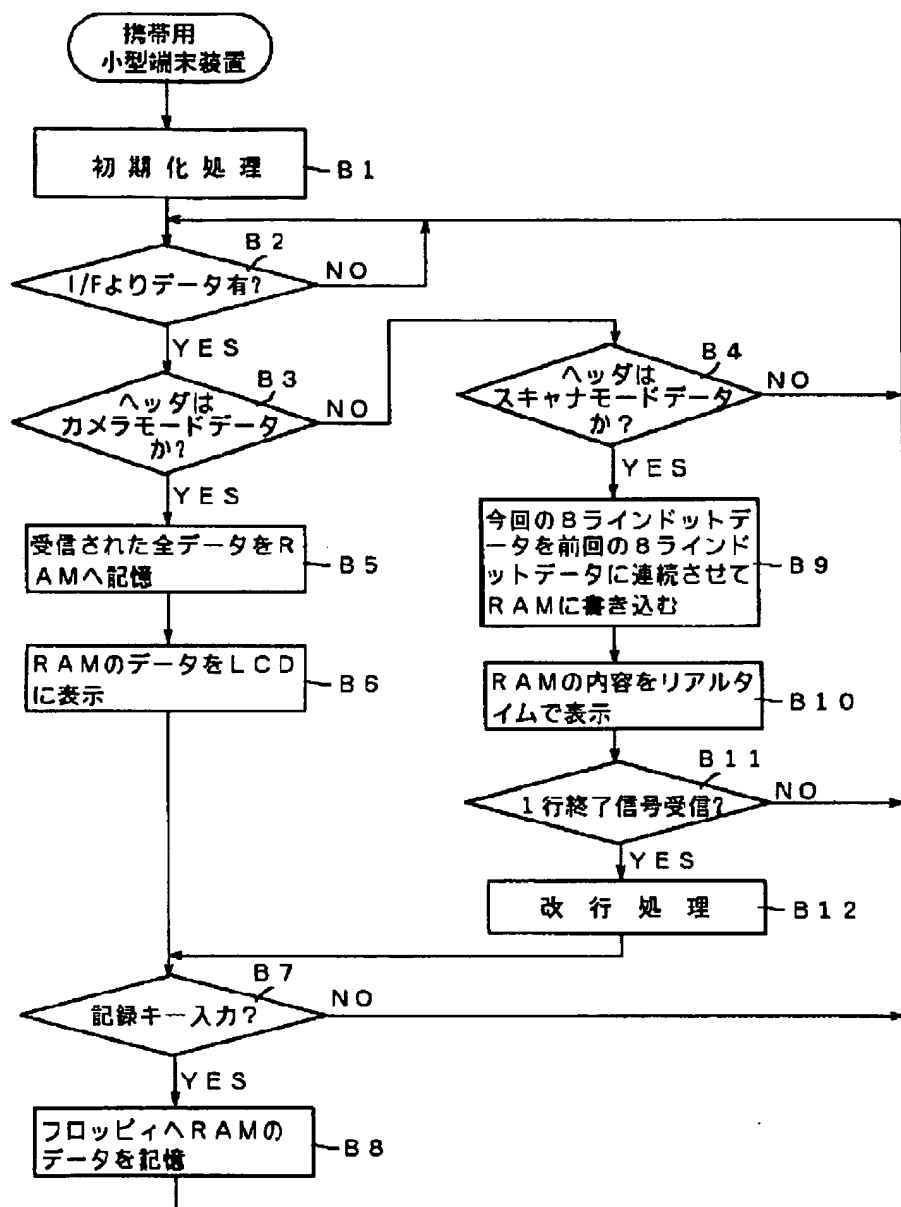 携帯用
小型端末装置
初期化処理
B1
B2
I/Fよりデータ有?
NO
YES
B3
ヘッダは
カメラモードデータ
か?
NO
YES
B4
ヘッダは
スキャナモードデータ
か?
NO
YES
受信された全データをR
AMへ記憶
B5
RAMのデータをLCD
に表示
B6
今回の8ラインドットデ
ータを前回の8ラインド
ットデータに連続させて
RAMに書き込む
B9
RAMの内容をリアルタ
イムで表示
B10
B11
1行終了信号受信?
NO
YES
改行処理
B12
B7
記録キー入力?
NO
YES
フロッピィへRAMの
データを記憶
B8